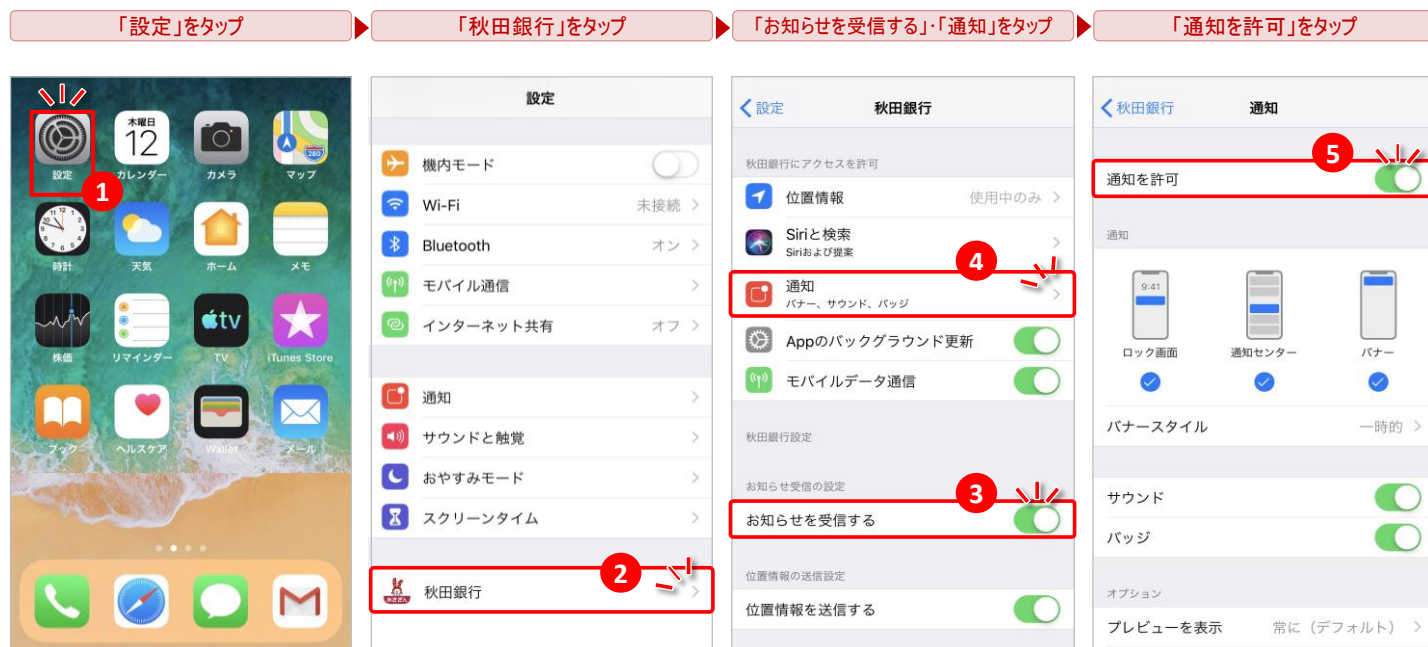 「設定」をタップ
「秋田銀行」をタップ
「お知らせを受信する」・「通知」をタップ
「通知を許可」をタップ
木曜日
12
280
設定
カレンダー
カメラ
マップ
1
時計
天気
ホーム
メモ
tv
株価
リマインダー
TV
iTunes Store
ブック
ヘルスケア
Wallet
メール
設定
機内モード
Wi-Fi
未接続
Bluetooth
オン
モバイル通信
インターネット共有
オフ
通知
サウンドと触覚
おやすみモード
スクリーンタイム
2
あきぎん
秋田銀行
設定
秋田銀行
秋田銀行にアクセスを許可
位置情報
使用中のみ
Siriと検索
Siriおよび提案
4
通知
バナー、サウンド、バッジ
Appのバックグラウンド更新
モバイルデータ通信
秋田銀行設定
お知らせ受信の設定
3
お知らせを受信する
位置情報の送信設定
位置情報を送信する
秋田銀行
通知
5
通知を許可
通知
9:41
ロック画面
通知センター
バナー
バナースタイル
一時的
サウンド
バッジ
オプション
プレビューを表示
常に（デフォルト）